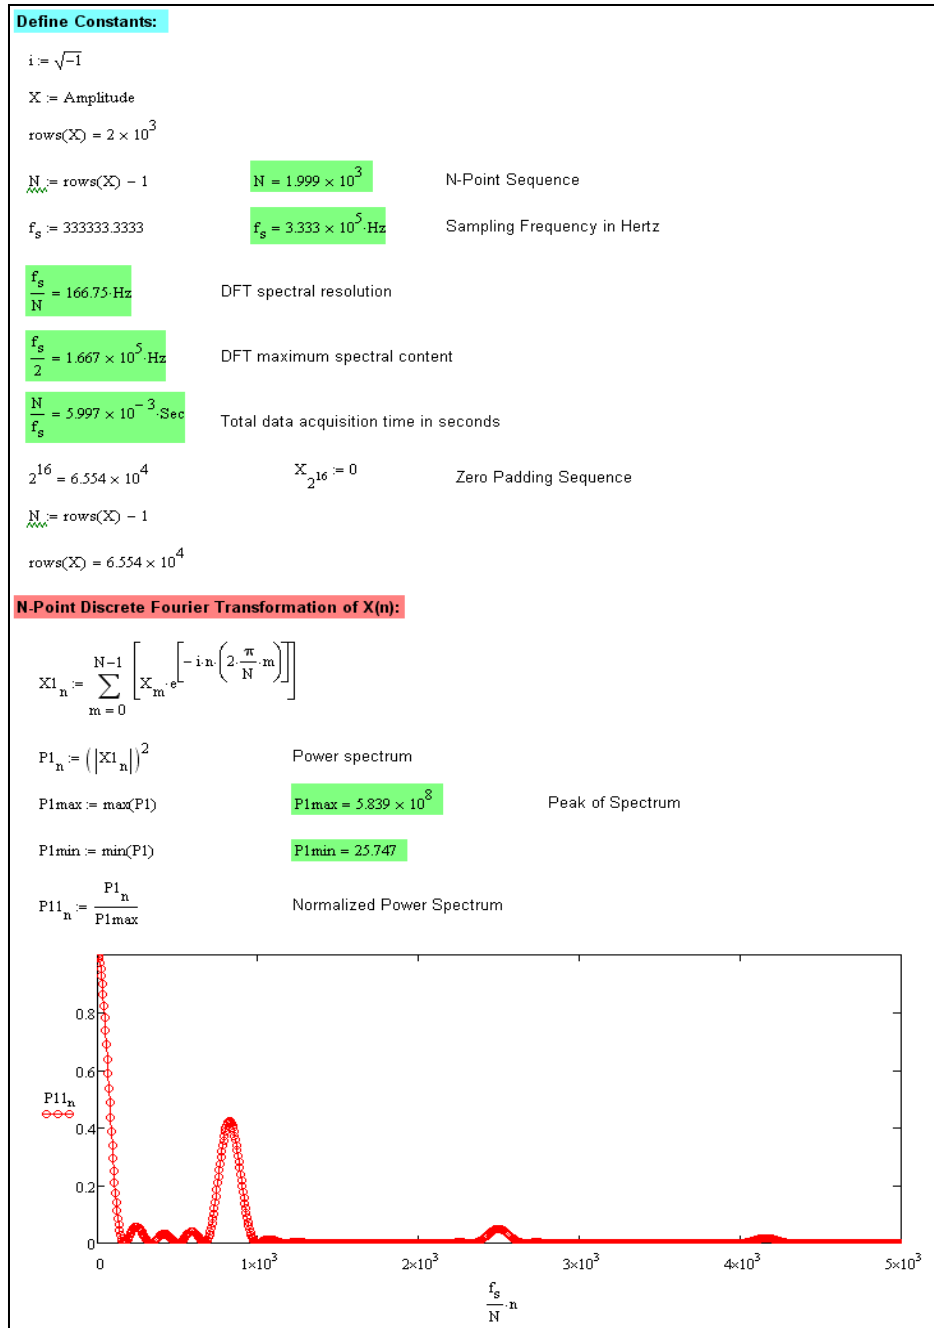 Define Constants:
i := √−1
X := Amplitude
rows(X) = 2 × 10^3
N := rows(X) − 1 N = 1.999 × 10^3 N-Point Sequence
f_s := 333333.3333 f_s = 3.333 × 10^5·Hz Sampling Frequency in Hertz
f_s/N = 166.75·Hz DFT spectral resolution
f_s/2 = 1.667 × 10^5·Hz DFT maximum spectral content
N/f_s = 5.997 × 10^−3·Sec Total data acquisition time in seconds
2^16 = 6.554 × 10^4 X_2^16 := 0 Zero Padding Sequence
N := rows(X) − 1
rows(X) = 6.554 × 10^4
N-Point Discrete Fourier Transformation of X(n):
X1_n := ∑_{m = 0}^{N−1} [X_m·e^[−i·n·(2·π/N·m)]]
P1_n := (|X1_n|)^2 Power spectrum
P1max := max(P1) P1max = 5.839 × 10^8 Peak of Spectrum
P1min := min(P1) P1min = 25.747
P11_n := P1_n/P1max Normalized Power Spectrum
0.8
0.6
P11_n
0.4
0.2
0
0 1×10^3 2×10^3 3×10^3 4×10^3 5×10^3
f_s/N·n